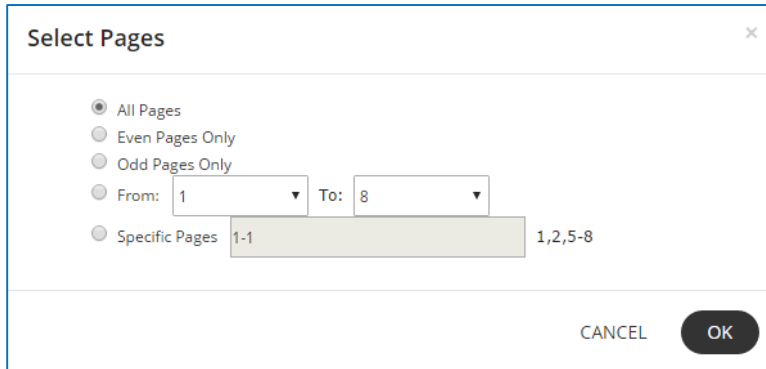 Select Pages ×
All Pages
Even Pages Only
Odd Pages Only
From: 1 To: 8
Specific Pages 1-1 1,2,5-8
CANCEL OK